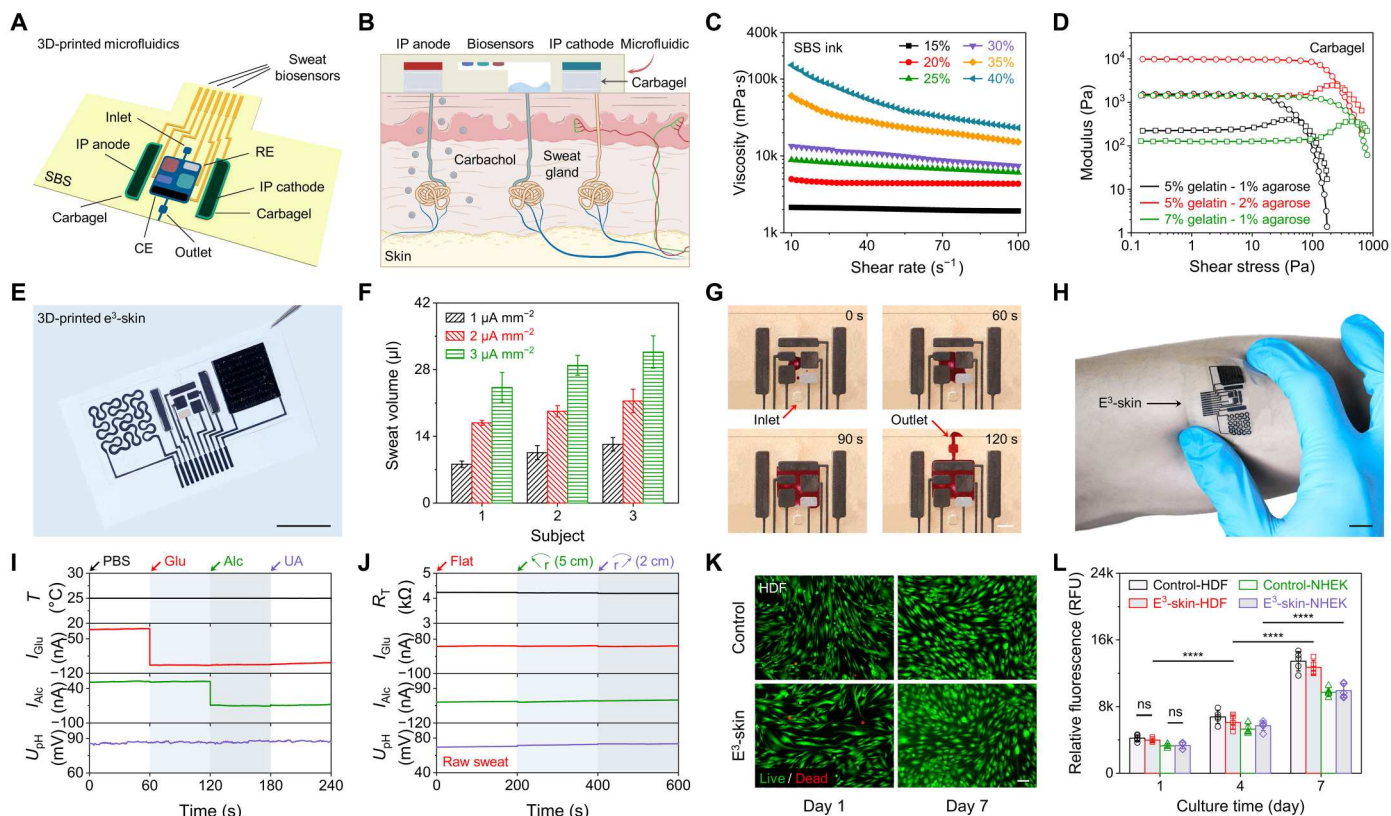 A
3D-printed microfluidics
Sweat
biosensors
Inlet
IP anode
RE
SBS
IP cathode
Carbagel
Carbagel
CE
Outlet
B
IP anode
Biosensors
IP cathode
Microfluidic
Carbagel
Carbachol
Sweat
gland
Skin
C
SBS ink
15%
20%
25%
30%
35%
40%
400k
100k
10k
1k
Viscosity (mPa·s)
10
40
70
100
Shear rate (s⁻¹)
D
Carbagel
10⁵
10⁴
10³
10²
10¹
10⁰
Modulus (Pa)
5% gelatin - 1% agarose
5% gelatin - 2% agarose
7% gelatin - 1% agarose
0.1
1
10
100
1000
Shear stress (Pa)
E
3D-printed e³-skin
F
42
28
14
0
Sweat volume (µl)
1 µA mm⁻²
2 µA mm⁻²
3 µA mm⁻²
1
2
3
Subject
G
0 s
60 s
Inlet
Outlet
90 s
120 s
H
E³-skin
I
PBS
Glu
Alc
UA
30
25
20
T
(°C)
−50
−120
I_Glu
(nA)
−40
−100
I_Alc
(nA)
90
60
U_pH
(mV)
0
60
120
180
240
Time (s)
J
Flat
r (5 cm)
r (2 cm)
5
4
3
R_T
(kΩ)
−80
−100
I_Glu
(nA)
−90
−120
I_Alc
(nA)
80
40
U_pH
(mV)
Raw sweat
0
200
400
600
Time (s)
K
HDF
Control
E³-skin
Live / Dead
Day 1
Day 7
L
24k
16k
8k
0
Relative fluorescence (RFU)
Control-HDF
E³-skin-HDF
Control-NHEK
E³-skin-NHEK
ns
ns
****
****
****
1
4
7
Culture time (day)